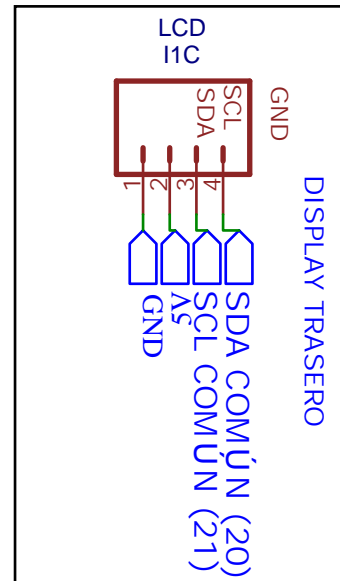 LCD
I1C
GND
SCL
SDA
1
2
3
4
GND
5V
SCL COMÚN (21)
SDA COMÚN (20)
DISPLAY TRASERO